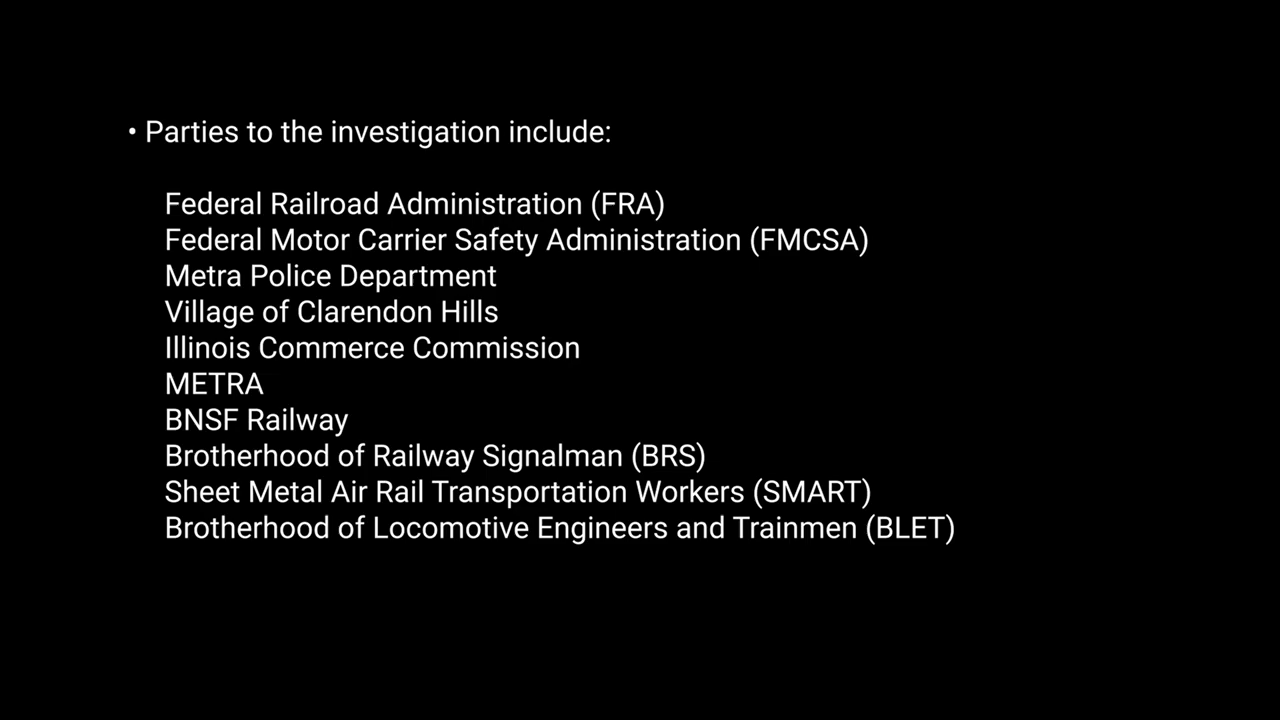 • Parties to the investigation include:
Federal Railroad Administration (FRA)
Federal Motor Carrier Safety Administration (FMCSA)
Metra Police Department
Village of Clarendon Hills
Illinois Commerce Commission
METRA
BNSF Railway
Brotherhood of Railway Signalman (BRS)
Sheet Metal Air Rail Transportation Workers (SMART)
Brotherhood of Locomotive Engineers and Trainmen (BLET)